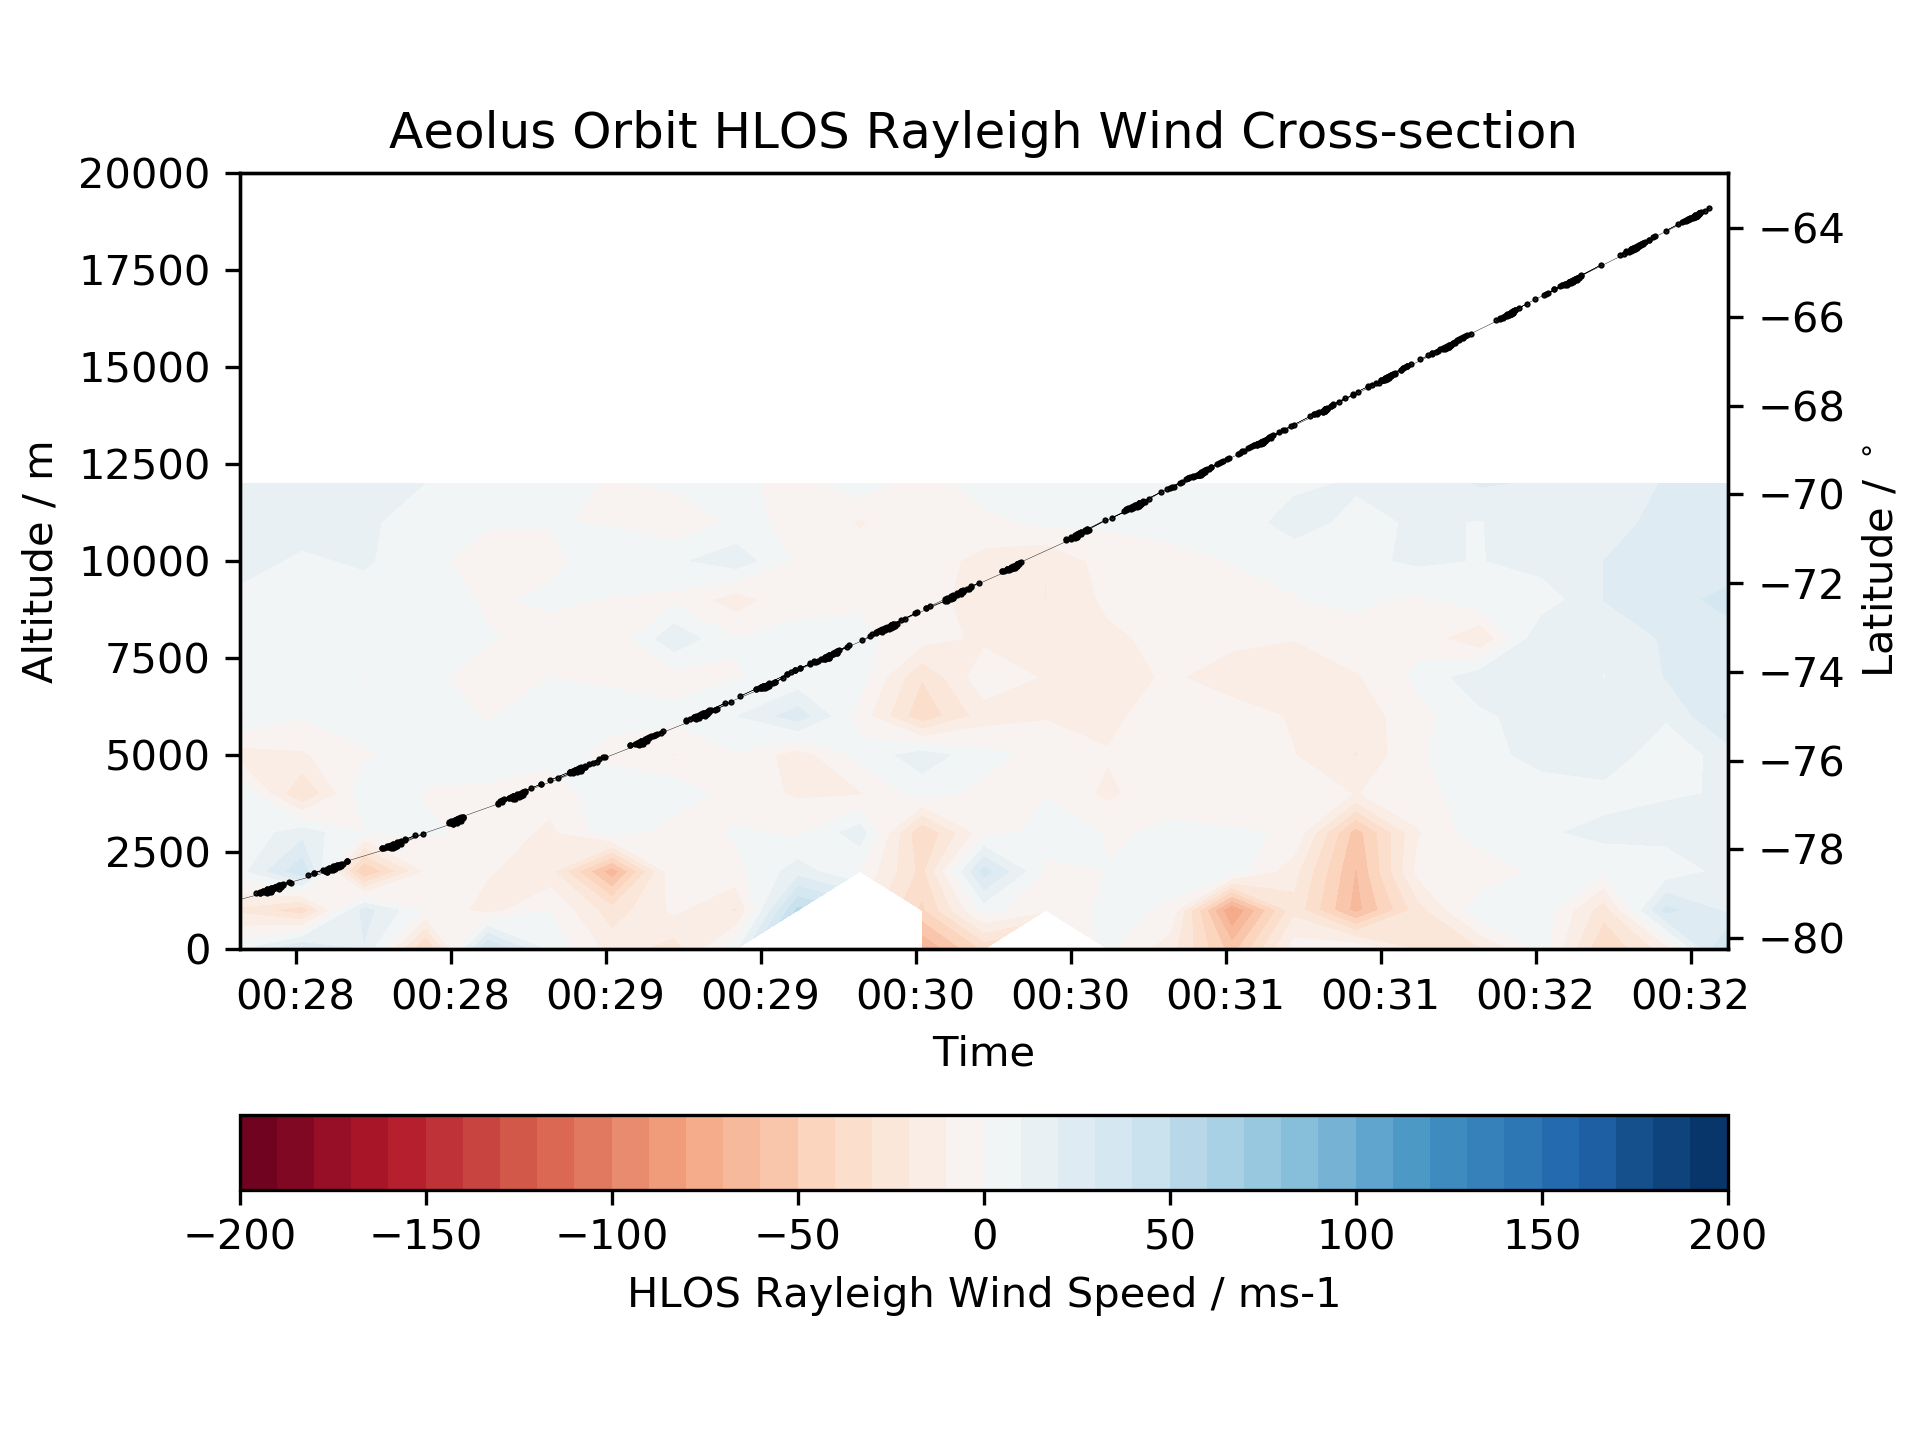 Aeolus Orbit HLOS Rayleigh Wind Cross-section
20000
17500
15000
12500
10000
7500
5000
2500
0
Altitude / m
−64
−66
−68
−70
−72
−74
−76
−78
−80
Latitude / °
00:28 00:28 00:29 00:29 00:30 00:30 00:31 00:31 00:32 00:32
Time
−200 −150 −100 −50 0 50 100 150 200
HLOS Rayleigh Wind Speed / ms-1